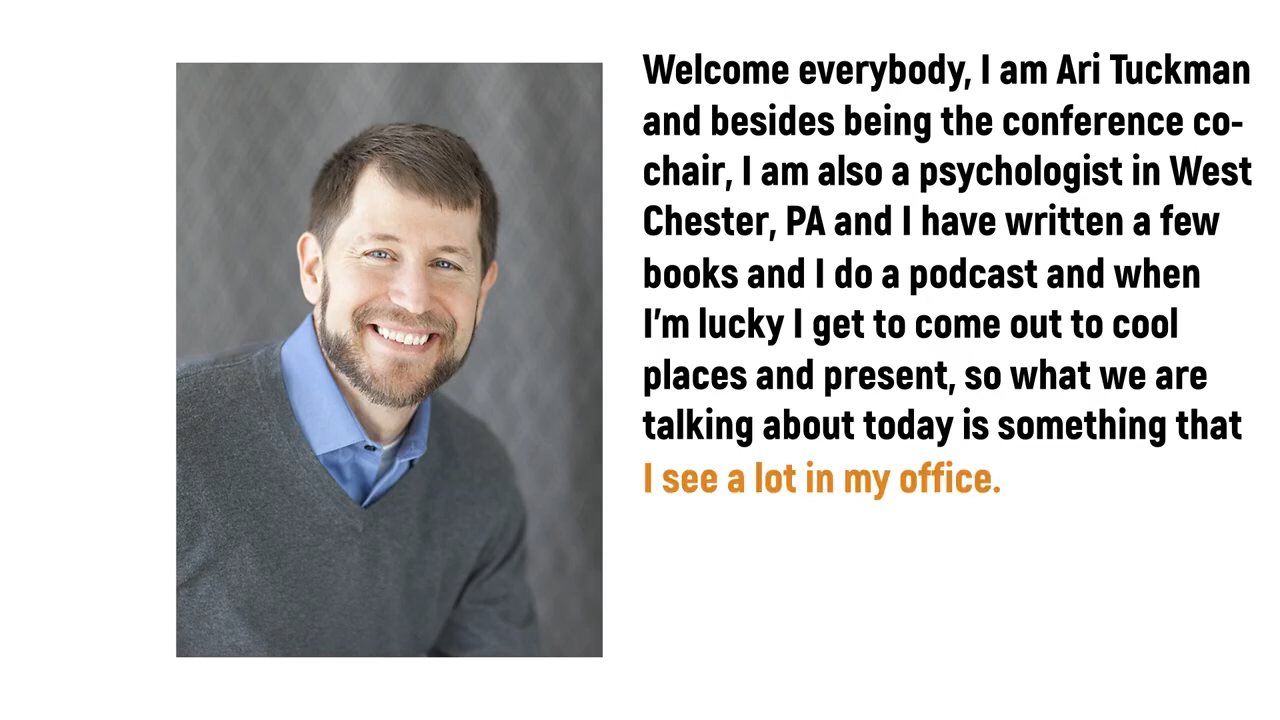 Welcome everybody, I am Ari Tuckman
and besides being the conference co-
chair, I am also a psychologist in West
Chester, PA and I have written a few
books and I do a podcast and when
I'm lucky I get to come out to cool
places and present, so what we are
talking about today is something that
I see a lot in my office.